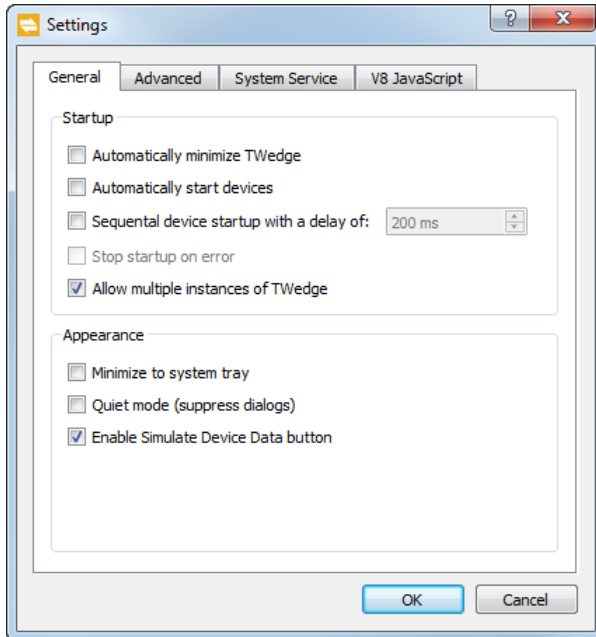 Settings
General Advanced System Service V8 JavaScript
Startup
Automatically minimize TWedge
Automatically start devices
Sequental device startup with a delay of: 200 ms
Stop startup on error
Allow multiple instances of TWedge
Appearance
Minimize to system tray
Quiet mode (suppress dialogs)
Enable Simulate Device Data button
OK Cancel